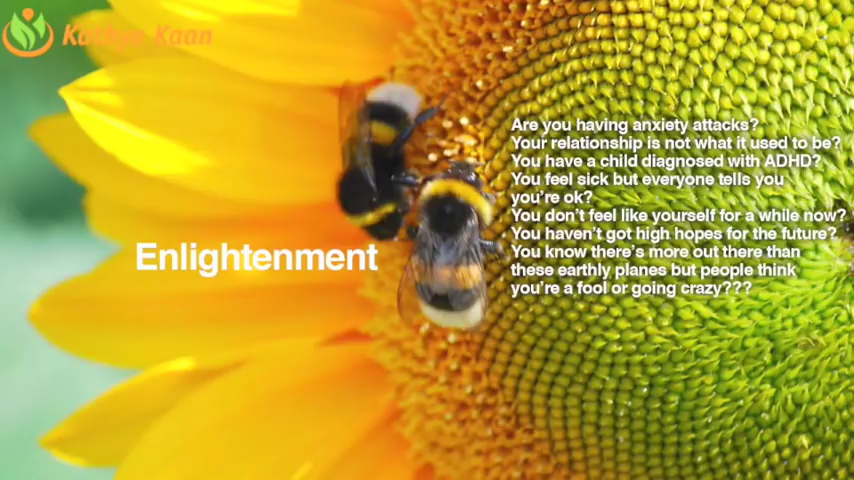 Kathye Kaan
Enlightenment
Are you having anxiety attacks?
Your relationship is not what it used to be?
You have a child diagnosed with ADHD?
You feel sick but everyone tells you
you're ok?
You don't feel like yourself for a while now?
You haven't got high hopes for the future?
You know there's more out there than
these earthly planes but people think
you're a fool or going crazy???